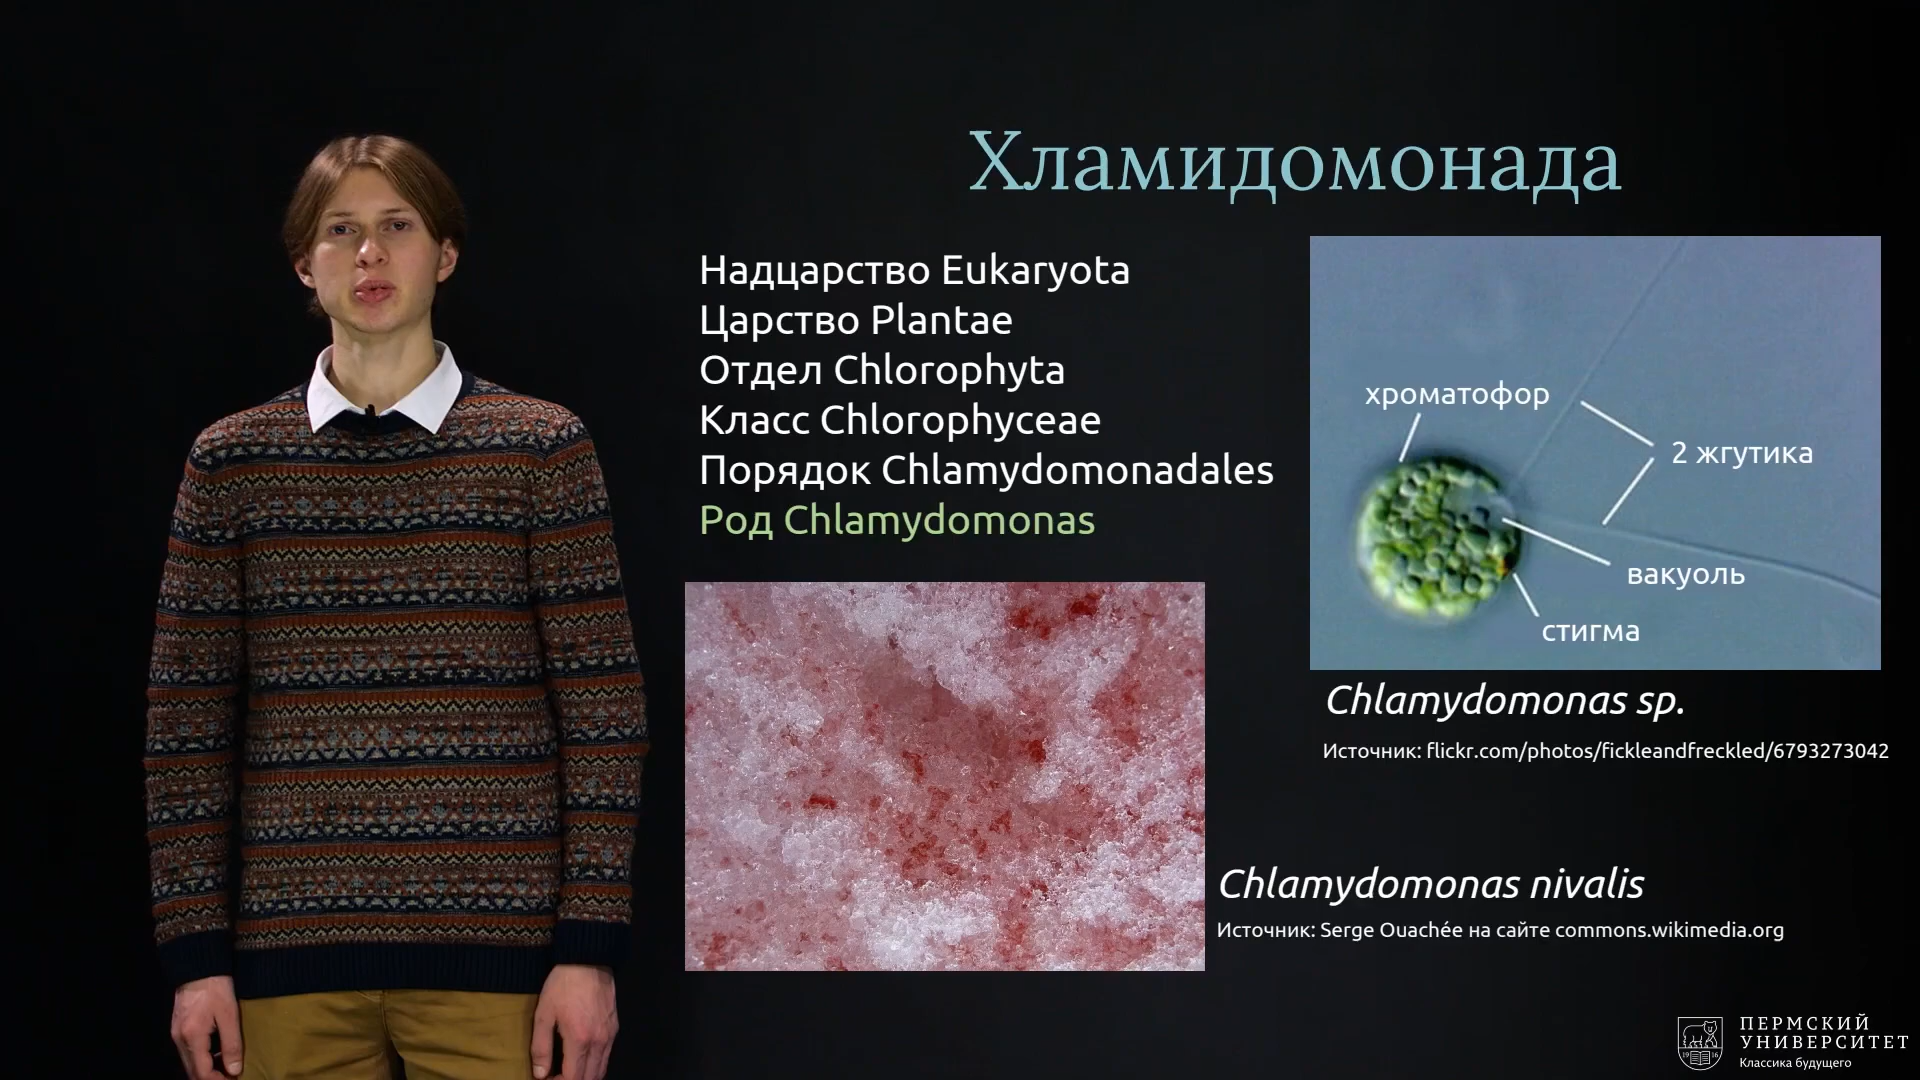 Хламидомонада
Надцарство Eukaryota
Царство Plantae
Отдел Chlorophyta
Класс Chlorophyceae
Порядок Chlamydomonadales
Род Chlamydomonas
хроматофор
2 жгутика
вакуоль
стигма
Chlamydomonas sp.
Источник: flickr.com/photos/fickleandfreckled/6793273042
Chlamydomonas nivalis
Источник: Serge Ouachée на сайте commons.wikimedia.org
19 16
ПЕРМСКИЙ
УНИВЕРСИТЕТ
Классика будущего